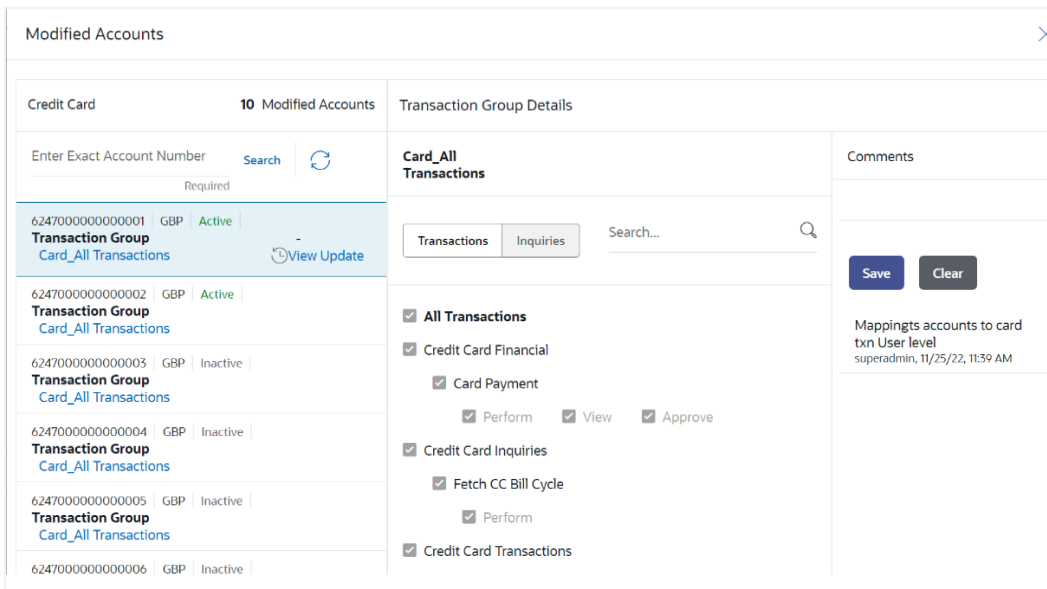 Modified Accounts
Credit Card
10 Modified Accounts
Transaction Group Details
Enter Exact Account Number
Search
Required
6247000000000001 GBP Active
Transaction Group
-
Card_All Transactions
View Update
6247000000000002 GBP Active
Transaction Group
Card_All Transactions
6247000000000003 GBP Inactive
Transaction Group
Card_All Transactions
6247000000000004 GBP Inactive
Transaction Group
Card_All Transactions
6247000000000005 GBP Inactive
Transaction Group
Card_All Transactions
6247000000000006 GBP Inactive
Card_All
Transactions
Transactions
Inquiries
Search...
All Transactions
Credit Card Financial
Card Payment
Perform View Approve
Credit Card Inquiries
Fetch CC Bill Cycle
Perform
Credit Card Transactions
Comments
Save
Clear
Mappingts accounts to card
txn User level
superadmin, 11/25/22, 11:39 AM